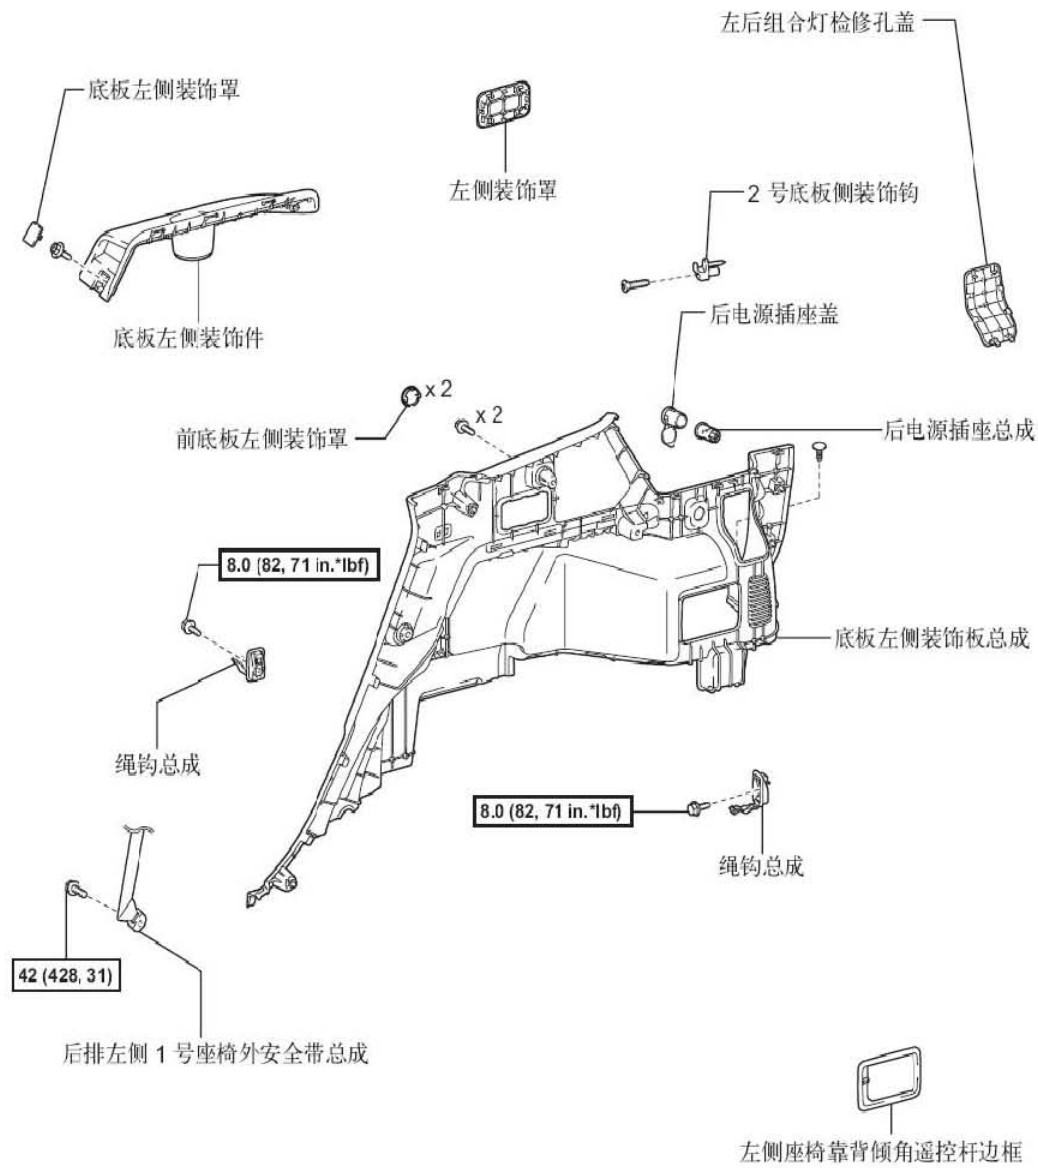 左后组合灯检修孔盖
底板左侧装饰罩
左侧装饰罩
2 号底板侧装饰钩
后电源插座盖
底板左侧装饰件
x 2
x 2
前底板左侧装饰罩
后电源插座总成
8.0 (82, 71 in.*lbf)
底板左侧装饰板总成
绳钩总成
8.0 (82, 71 in.*lbf)
绳钩总成
42 (428, 31)
后排左侧 1 号座椅外安全带总成
左侧座椅靠背倾角遥控杆边框